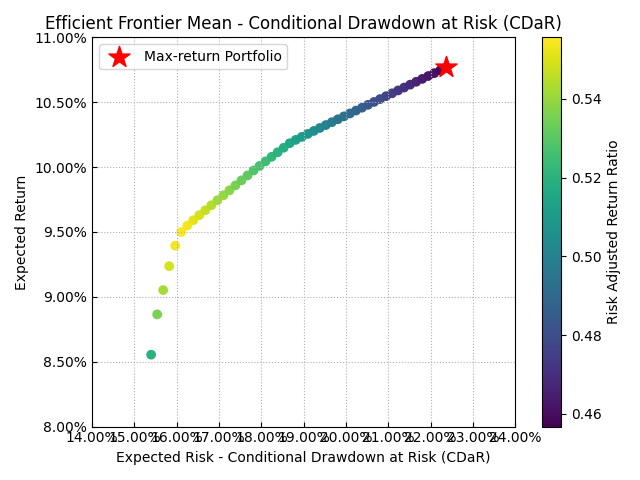 Efficient Frontier Mean - Conditional Drawdown at Risk (CDaR)
Max-return Portfolio
Expected Return
11.00%
10.50%
10.00%
9.50%
9.00%
8.50%
8.00%
14.00% 15.00% 16.00% 17.00% 18.00% 19.00% 20.00% 21.00% 22.00% 23.00% 24.00%
Expected Risk - Conditional Drawdown at Risk (CDaR)
0.54
0.52
0.50
0.48
0.46
Risk Adjusted Return Ratio